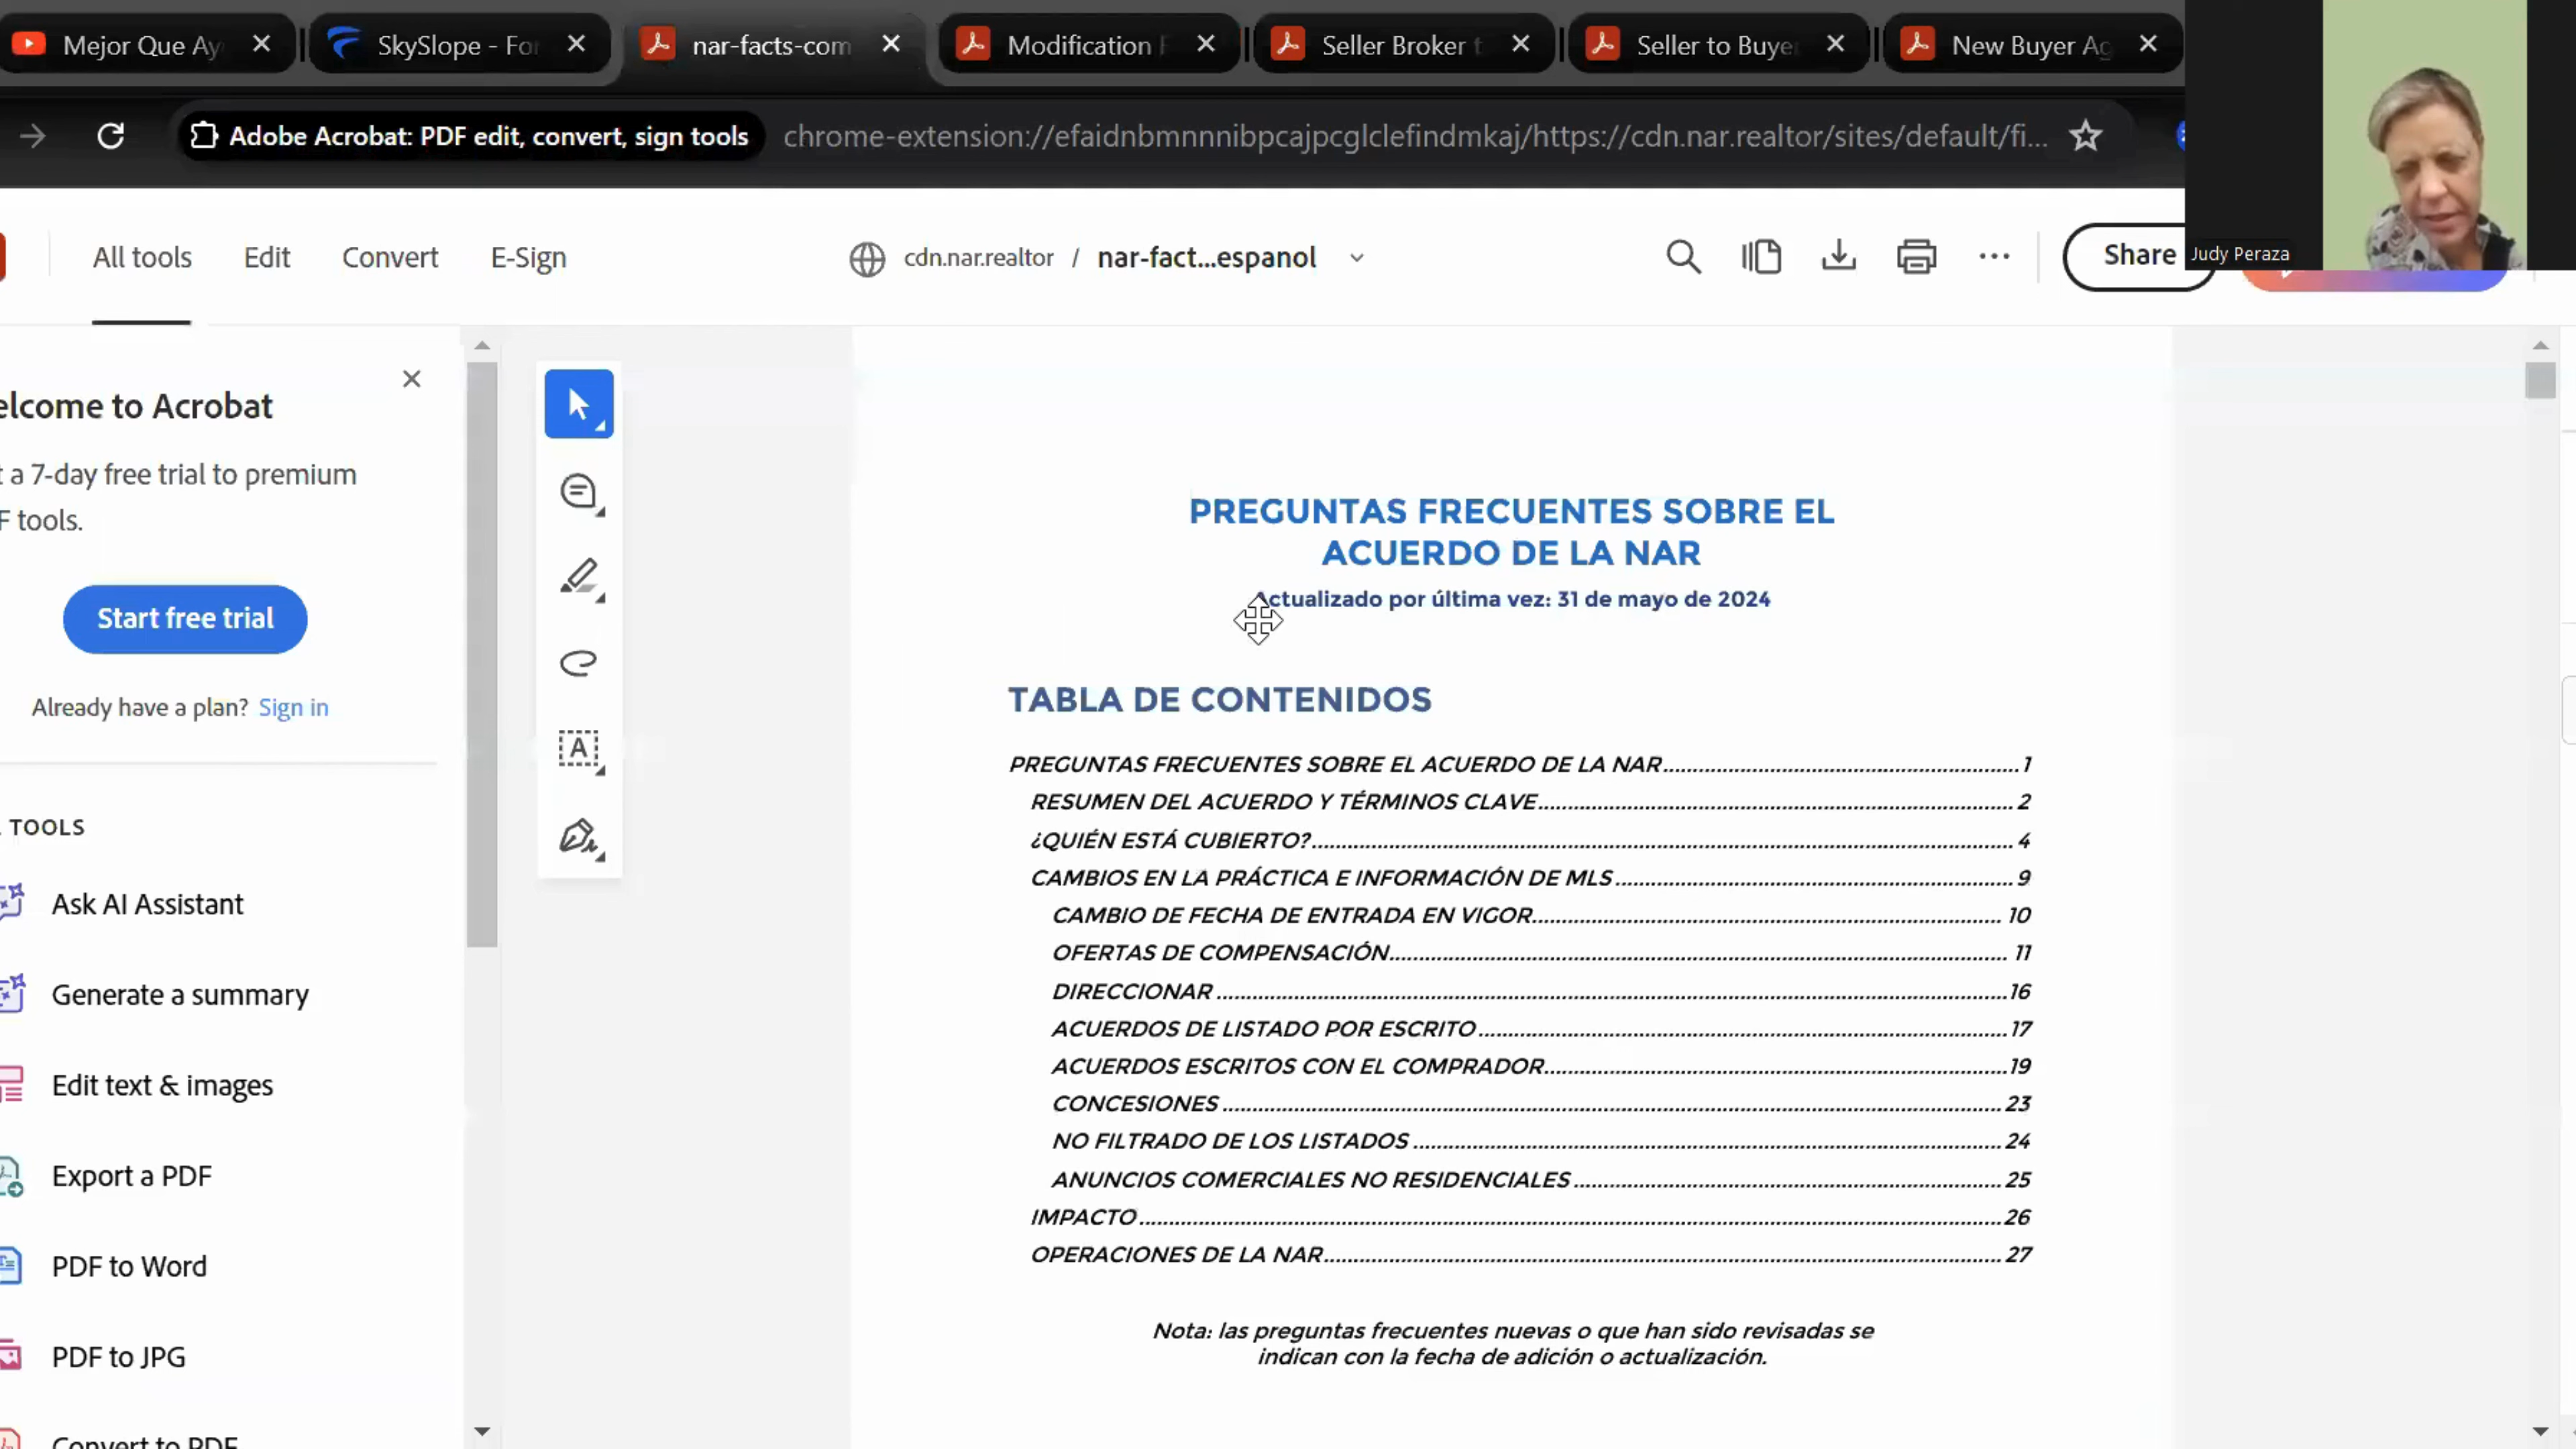 Mejor Que Ay
SkySlope - For
nar-facts-com
Modification
Seller Broker t
Seller to Buye
New Buyer Ag
Adobe Acrobat: PDF edit, convert, sign tools
chrome-extension://efaidnbmnnnibpcajpcglclefindmkaj/https://cdn.nar.realtor/sites/default/fi...
All tools
Edit
Convert
E-Sign
cdn.nar.realtor / nar-fact...espanol
Share
Judy Peraza
elcome to Acrobat
t a 7-day free trial to premium
F tools.
Start free trial
Already have a plan? Sign in
TOOLS
Ask AI Assistant
Generate a summary
Edit text & images
Export a PDF
PDF to Word
PDF to JPG
Convert to PDF
PREGUNTAS FRECUENTES SOBRE EL
ACUERDO DE LA NAR
Actualizado por última vez: 31 de mayo de 2024
TABLA DE CONTENIDOS
PREGUNTAS FRECUENTES SOBRE EL ACUERDO DE LA NAR 1
RESUMEN DEL ACUERDO Y TÉRMINOS CLAVE 2
¿QUIÉN ESTÁ CUBIERTO? 4
CAMBIOS EN LA PRÁCTICA E INFORMACIÓN DE MLS 9
CAMBIO DE FECHA DE ENTRADA EN VIGOR 10
OFERTAS DE COMPENSACIÓN 11
DIRECCIONAR 16
ACUERDOS DE LISTADO POR ESCRITO 17
ACUERDOS ESCRITOS CON EL COMPRADOR 19
CONCESIONES 23
NO FILTRADO DE LOS LISTADOS 24
ANUNCIOS COMERCIALES NO RESIDENCIALES 25
IMPACTO 26
OPERACIONES DE LA NAR 27
Nota: las preguntas frecuentes nuevas o que han sido revisadas se
indican con la fecha de adición o actualización.